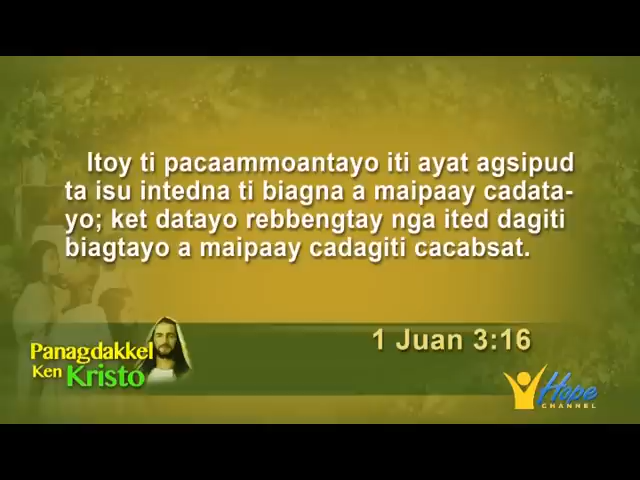 Itoy ti pacaammoantayo iti ayat agsipud
ta isu intedna ti biagna a maipaay cadata-
yo; ket datayo rebbengtay nga ited dagiti
biagtayo a maipaay cadagiti cacabsat.
1 Juan 3:16
Panagdakkel
Ken Kristo
Hope
CHANNEL